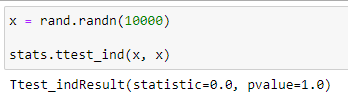 x = rand.randn(10000)
stats.ttest_ind(x, x)
Ttest_indResult(statistic=0.0, pvalue=1.0)